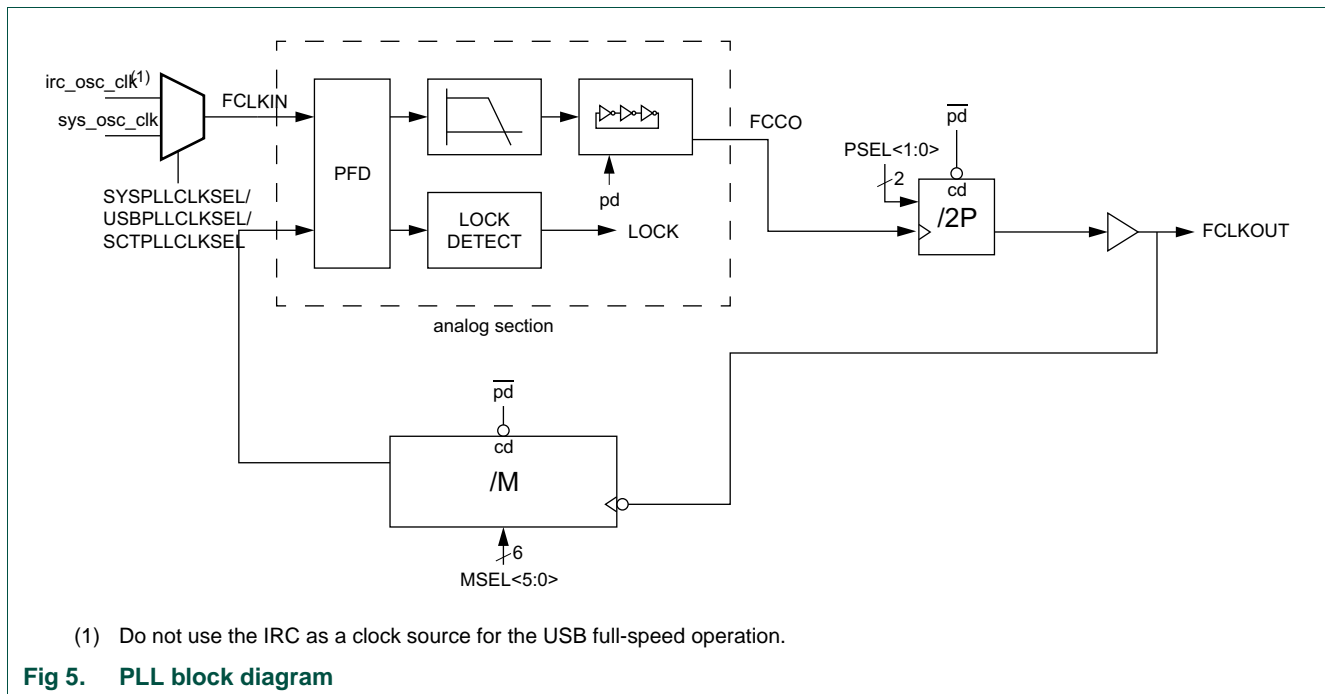 irc_osc_clk(1)
sys_osc_clk
FCLKIN
SYSPLLCLKSEL/
USBPLLCLKSEL/
SCTPLLCLKSEL
PFD
LOCK
DETECT
LOCK
pd
analog section
FCCO
pd
PSEL<1:0>
2
cd
/2P
FCLKOUT
pd
cd
/M
6
MSEL<5:0>
(1) Do not use the IRC as a clock source for the USB full-speed operation.
Fig 5. PLL block diagram